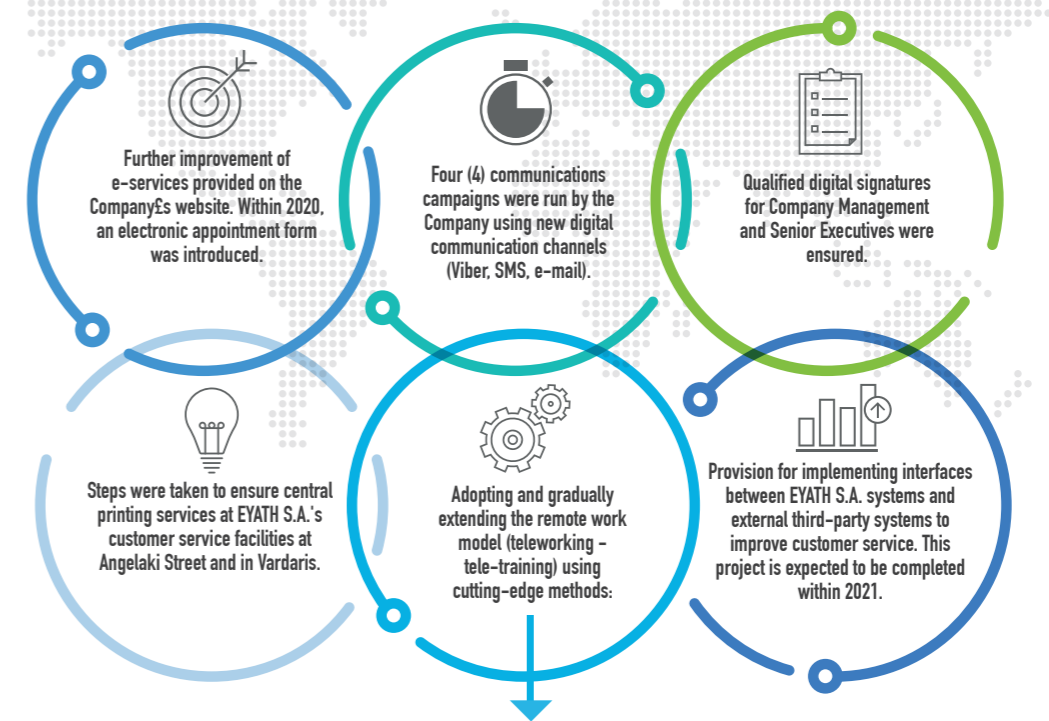 Further improvement of
e-services provided on the
Company£s website. Within 2020,
an electronic appointment form
was introduced.
Four (4) communications
campaigns were run by the
Company using new digital
communication channels
(Viber, SMS, e-mail).
Qualified digital signatures
for Company Management
and Senior Executives were
ensured.
Steps were taken to ensure central
printing services at EYATH S.A.'s
customer service facilities at
Angelaki Street and in Vardaris.
Adopting and gradually
extending the remote work
model (teleworking -
tele-training) using
cutting-edge methods:
Provision for implementing interfaces
between EYATH S.A. systems and
external third-party systems to
improve customer service. This
project is expected to be completed
within 2021.